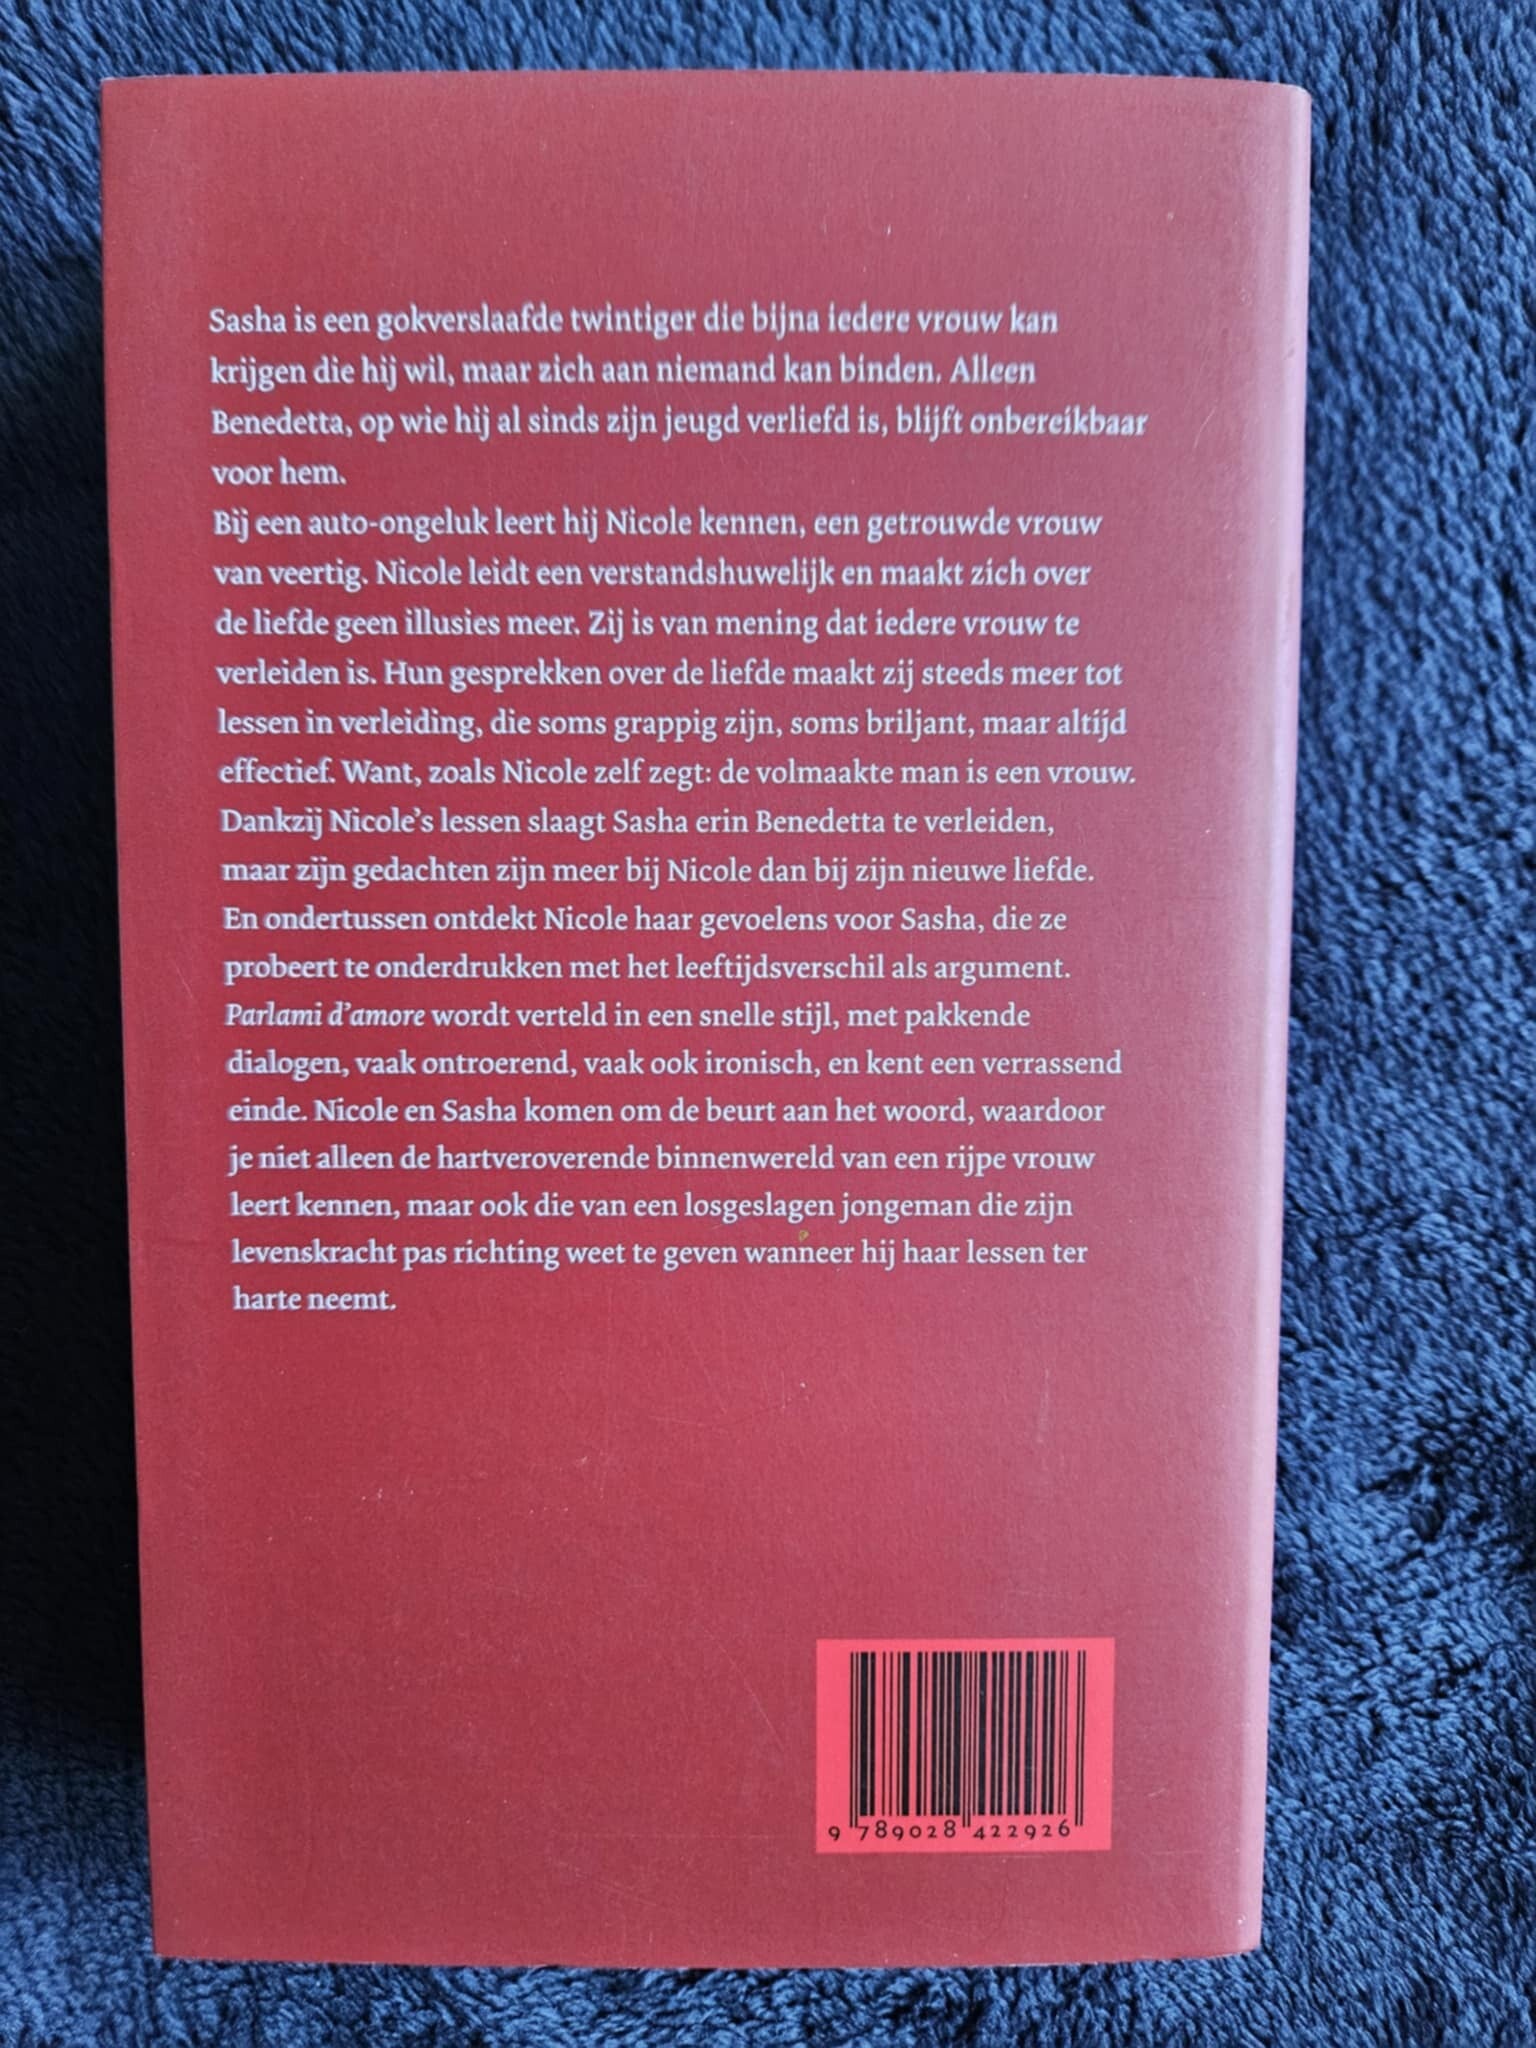 Sasha is een gokverslaafde twintiger die bijna iedere vrouw kan
krijgen die hij wil, maar zich aan niemand kan binden. Alleen
Benedetta, op wie hij al sinds zijn jeugd verliefd is, blijft onbereikbaar
voor hem.
Bij een auto-ongeluk leert hij Nicole kennen, een getrouwde vrouw
van veertig. Nicole leidt een verstandshuwelijk en maakt zich over
de liefde geen illusies meer. Zij is van mening dat iedere vrouw te
verleiden is. Hun gesprekken over de liefde maakt zij steeds meer tot
lessen in verleiding, die soms grappig zijn, soms briljant, maar altijd
effectief. Want, zoals Nicole zelf zegt: de volmaakte man is een vrouw.
Dankzij Nicole's lessen slaagt Sasha erin Benedetta te verleiden,
maar zijn gedachten zijn meer bij Nicole dan bij zijn nieuwe liefde.
En ondertussen ontdekt Nicole haar gevoelens voor Sasha, die ze
probeert te onderdrukken met het leeftijdsverschil als argument.
Parlami d'amore wordt verteld in een snelle stijl, met pakkende
dialogen, vaak ontroerend, vaak ook ironisch, en kent een verrassend
einde. Nicole en Sasha komen om de beurt aan het woord, waardoor
je niet alleen de hartveroverende binnenwereld van een rijpe vrouw
leert kennen, maar ook die van een losgeslagen jongeman die zijn
levenskracht pas richting weet te geven wanneer hij haar lessen ter
harte neemt.
9 789028 422926